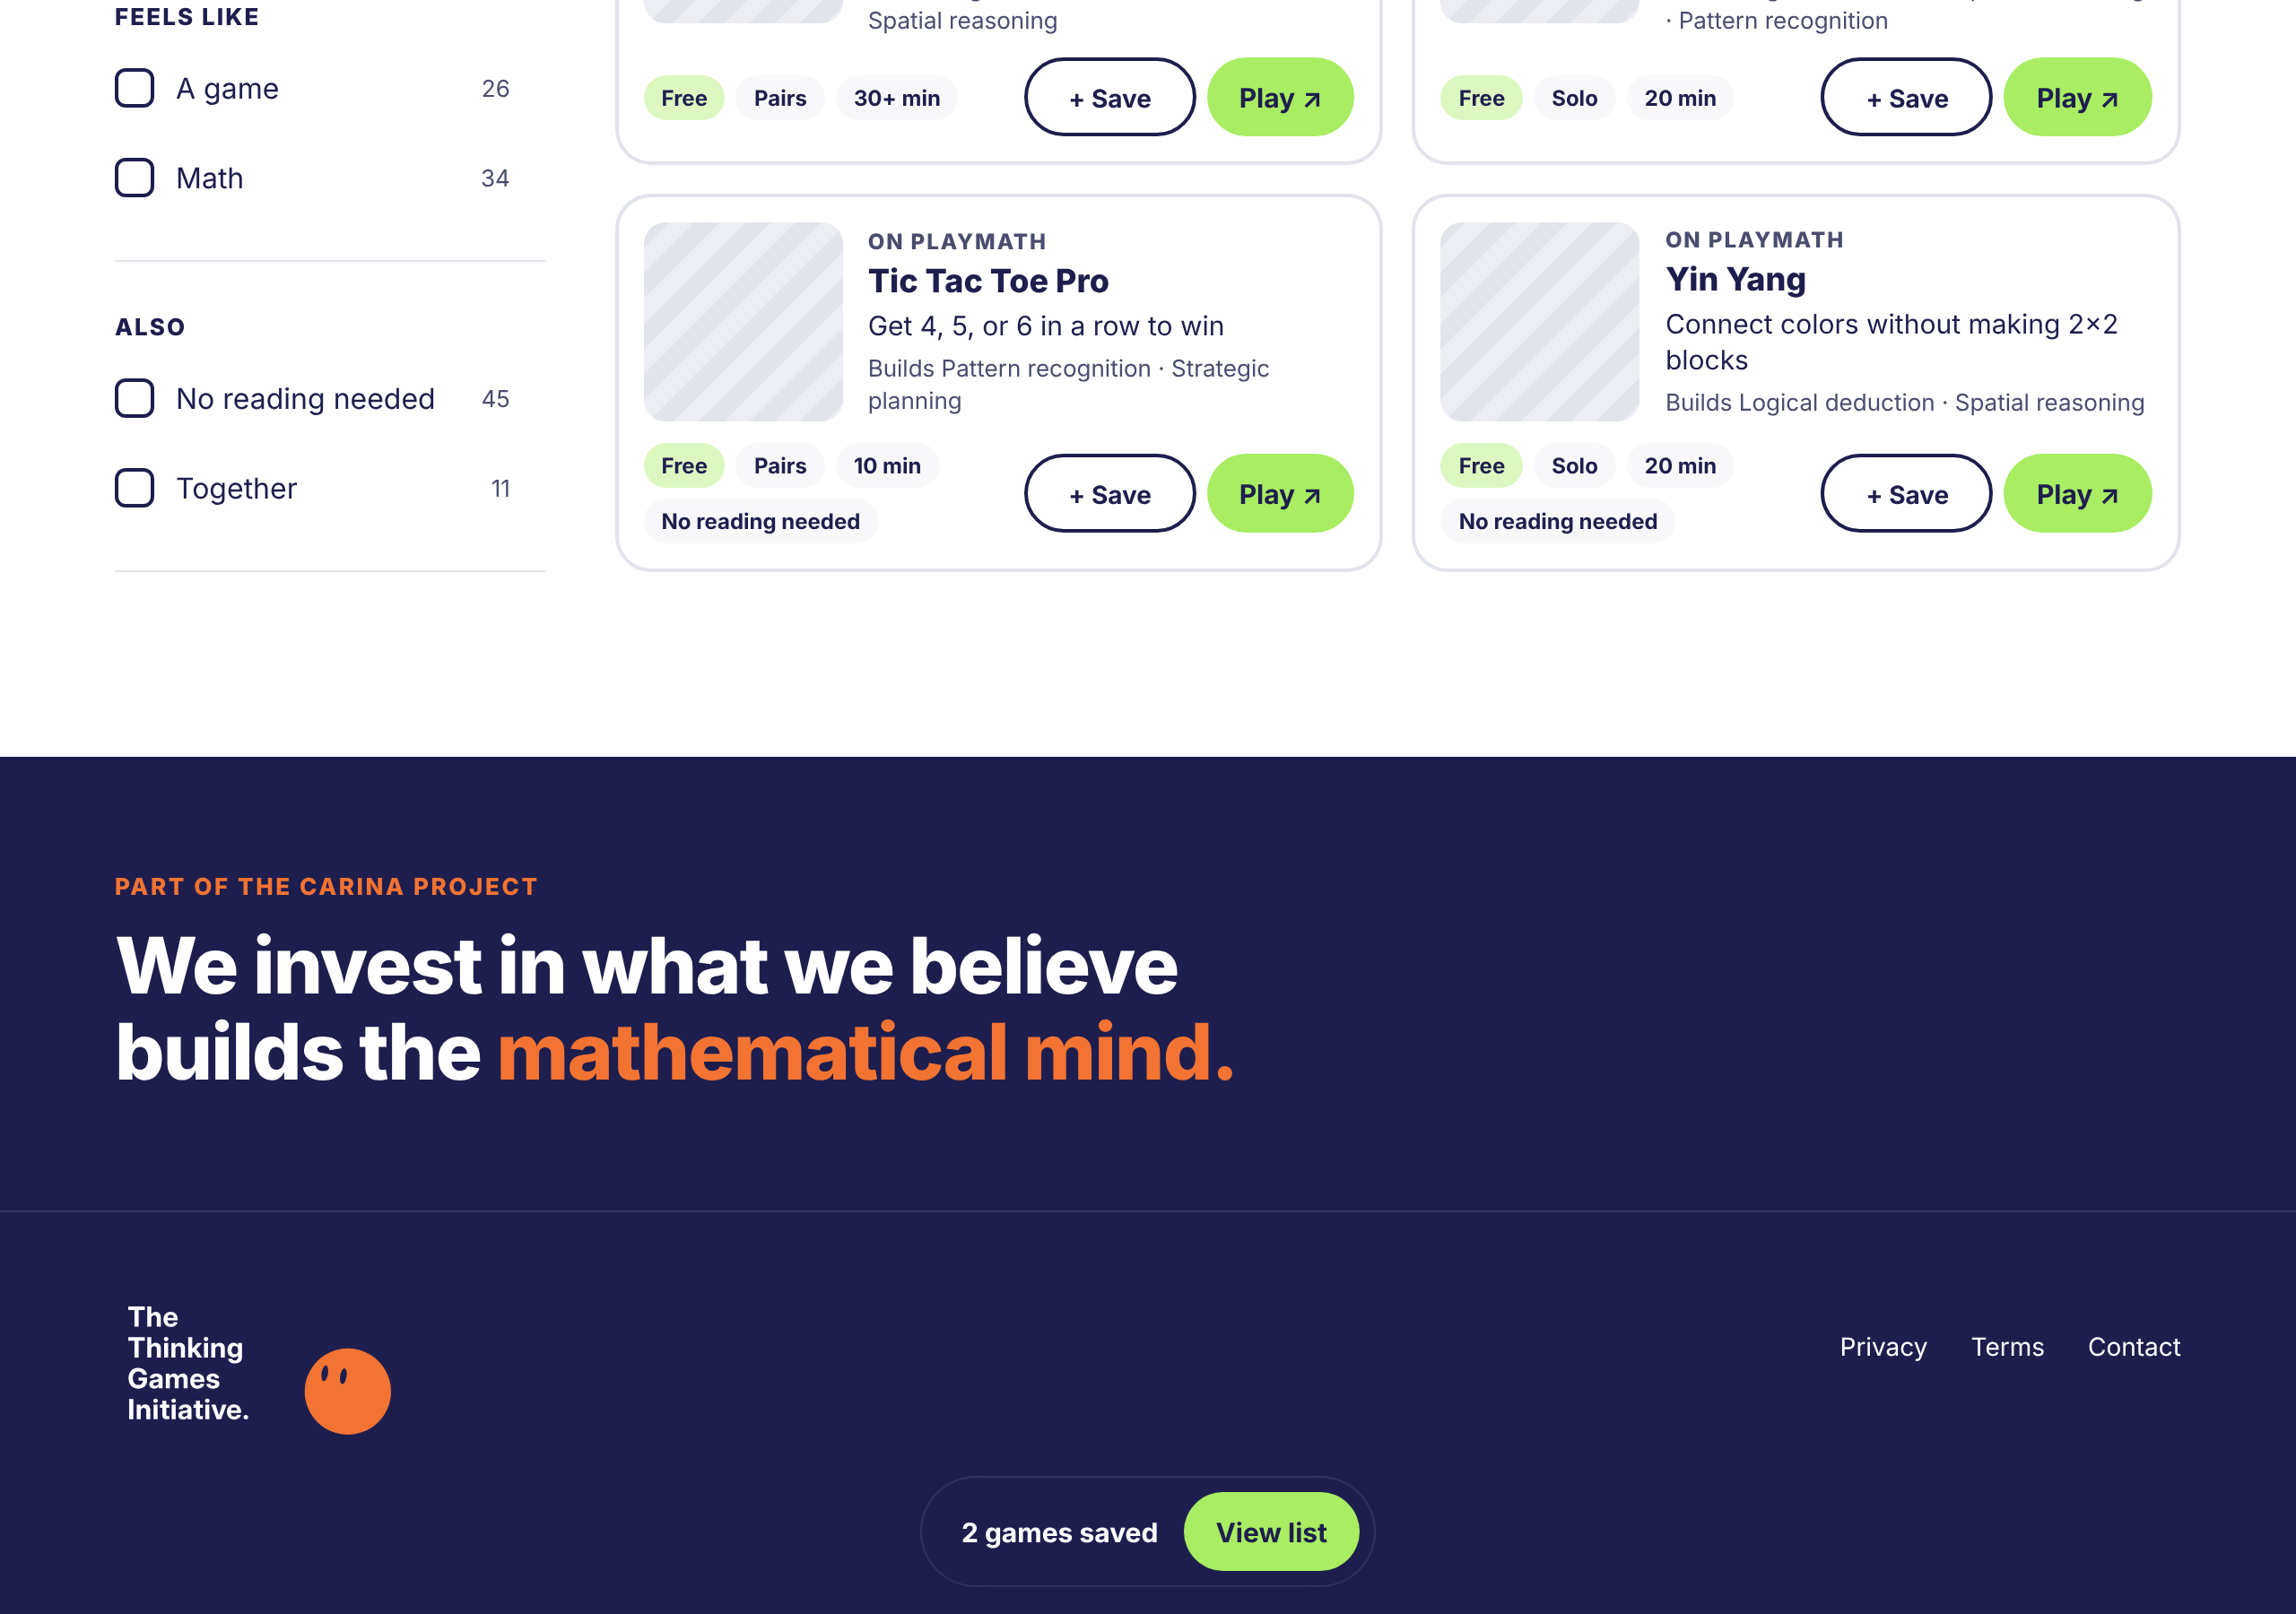 FEELS LIKE
A game 26
Math 34
ALSO
No reading needed 45
Together 11
Spatial reasoning
Free Pairs 30+ min + Save Play ↗
· Pattern recognition
Free Solo 20 min + Save Play ↗
ON PLAYMATH
Tic Tac Toe Pro
Get 4, 5, or 6 in a row to win
Builds Pattern recognition · Strategic
planning
Free Pairs 10 min
No reading needed
+ Save Play ↗
ON PLAYMATH
Yin Yang
Connect colors without making 2×2
blocks
Builds Logical deduction · Spatial reasoning
Free Solo 20 min
No reading needed
+ Save Play ↗
PART OF THE CARINA PROJECT
We invest in what we believe
builds the mathematical mind.
The
Thinking
Games
Initiative.
Privacy Terms Contact
2 games saved View list